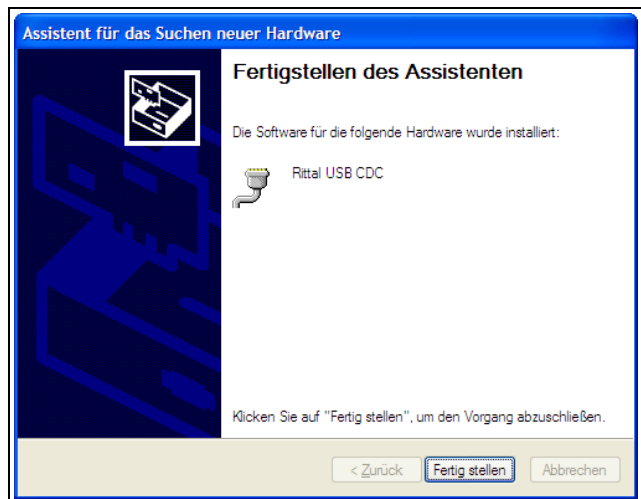 Assistent für das Suchen neuer Hardware
Fertigstellen des Assistenten
Die Software für die folgende Hardware wurde installiert:
Rittal USB CDC
Klicken Sie auf "Fertig stellen", um den Vorgang abzuschließen.
< Zurück Fertig stellen Abbrechen